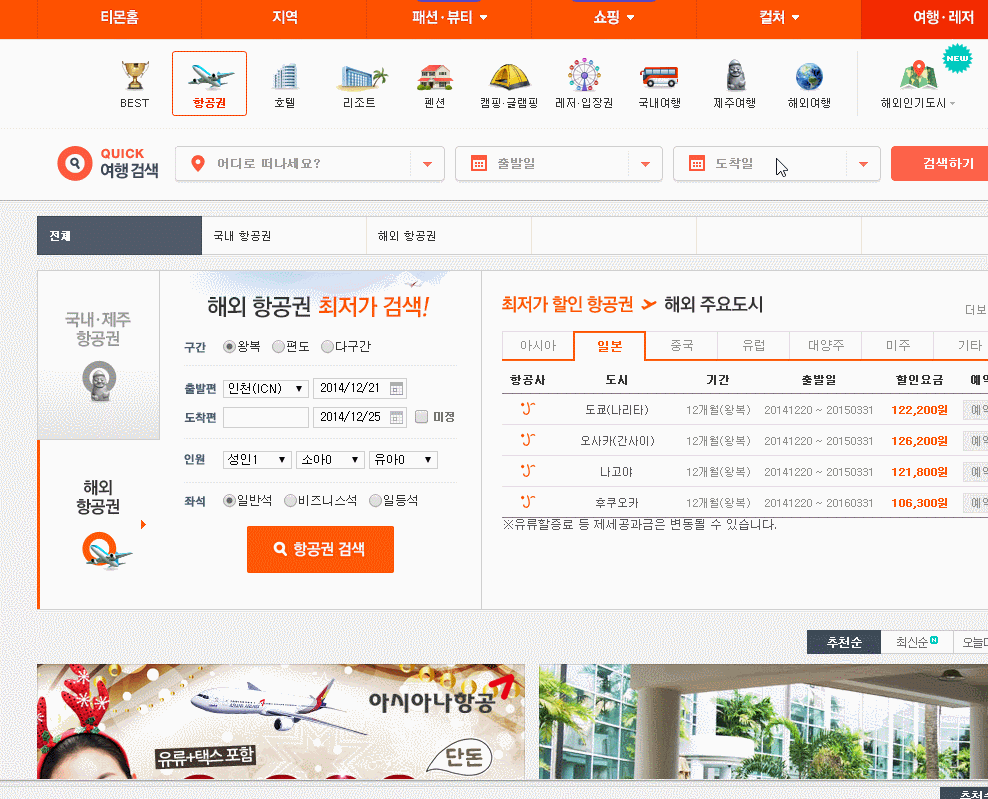 티몬홈 지역 패션·뷰티 쇼핑 컬쳐 여행·레저
NEW
BEST 항공권 호텔 리조트 펜션 캠핑·글램핑 레저·입장권 국내여행 제주여행 해외여행 해외인기도시
QUICK
여행검색
어디로 떠나세요? 출발일 도착일 검색하기
전체 국내 항공권 해외 항공권
국내·제주
항공권
해외
항공권
해외 항공권 최저가 검색!
구간 왕복 편도 다구간
출발편 인천(ICN) 2014/12/21
도착편 2014/12/25 미정
인원 성인1 소아0 유아0
좌석 일반석 비즈니스석 일등석
항공권 검색
최저가 할인 항공권 해외 주요도시
더보
아시아 일본 중국 유럽 대양주 미주 기타
항공사 도시 기간 출발일 할인요금 예약
도쿄(나리타) 12개월(왕복) 20141220 ~ 20150331 122,200원 예약
오사카(간사이) 12개월(왕복) 20141220 ~ 20150331 126,200원 예약
나고야 12개월(왕복) 20141220 ~ 20150331 121,800원 예약
후쿠오카 12개월(왕복) 20141220 ~ 20160331 106,300원 예약
※유류할증료 등 제세공과금은 변동될 수 있습니다.
추천순 최신순 N 오늘
아시아나항공
유류+택스 포함
단돈
추천순